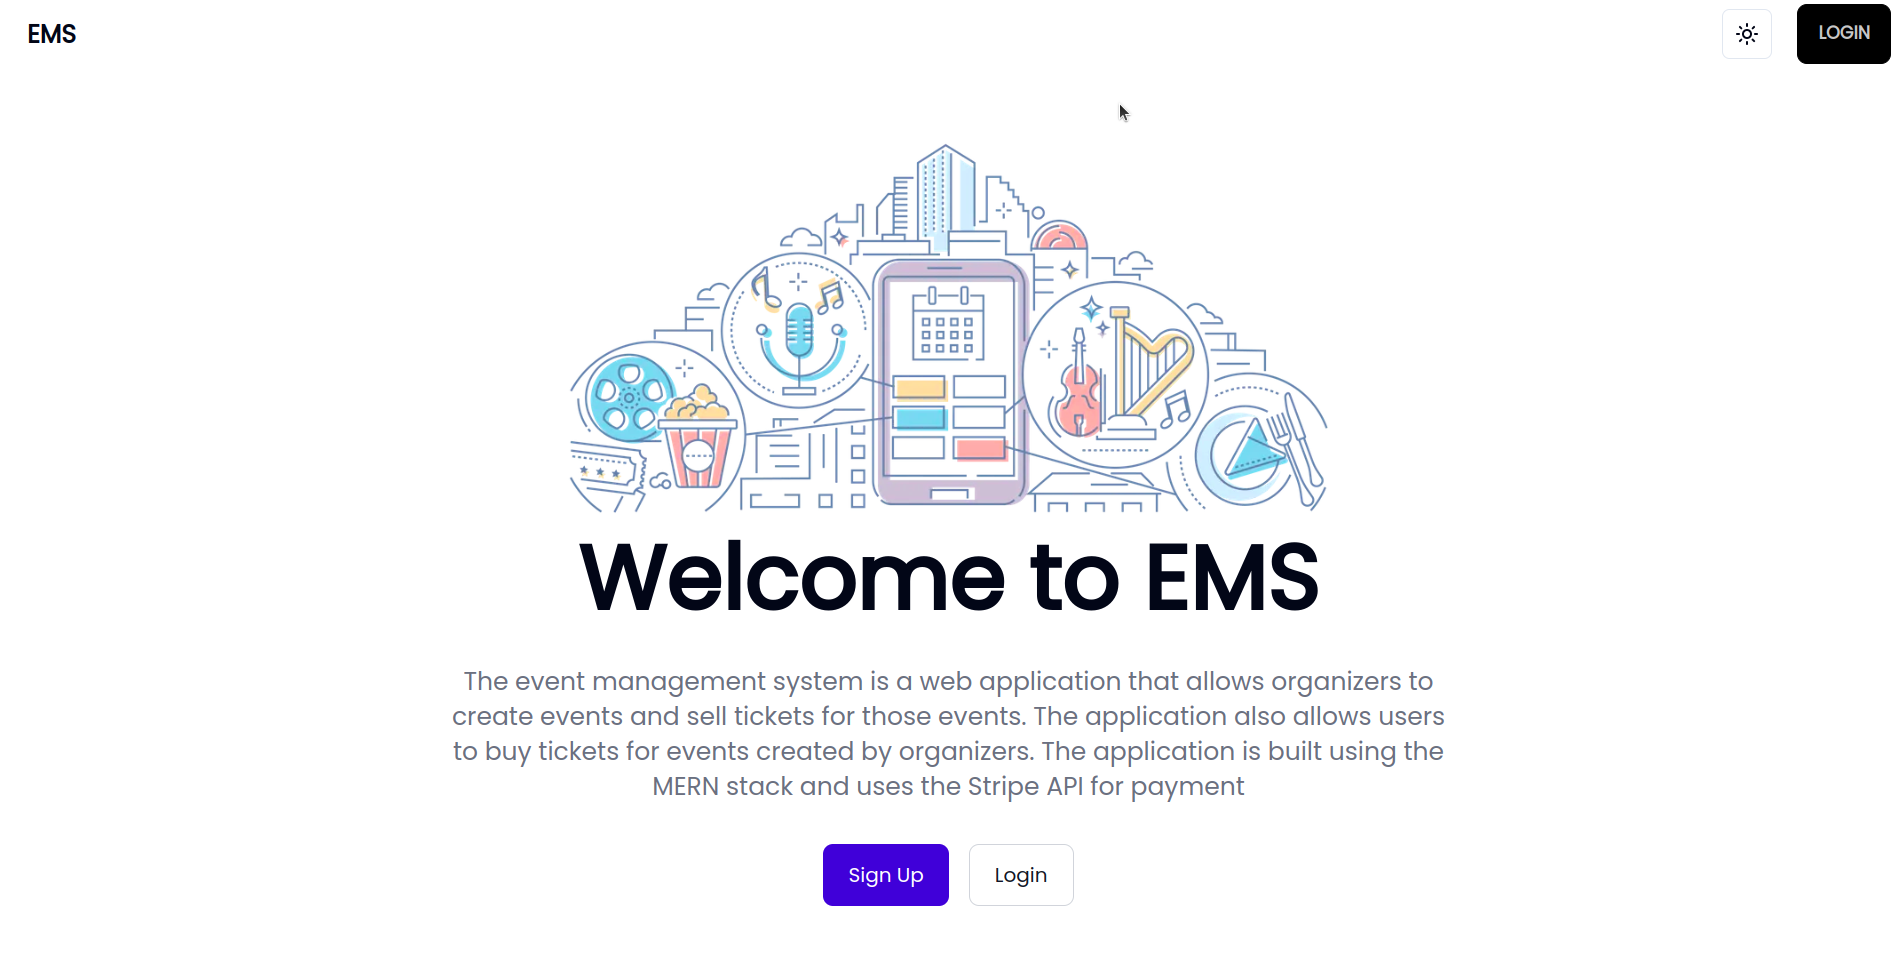 EMS
LOGIN
Welcome to EMS
The event management system is a web application that allows organizers to
create events and sell tickets for those events. The application also allows users
to buy tickets for events created by organizers. The application is built using the
MERN stack and uses the Stripe API for payment
Sign Up
Login